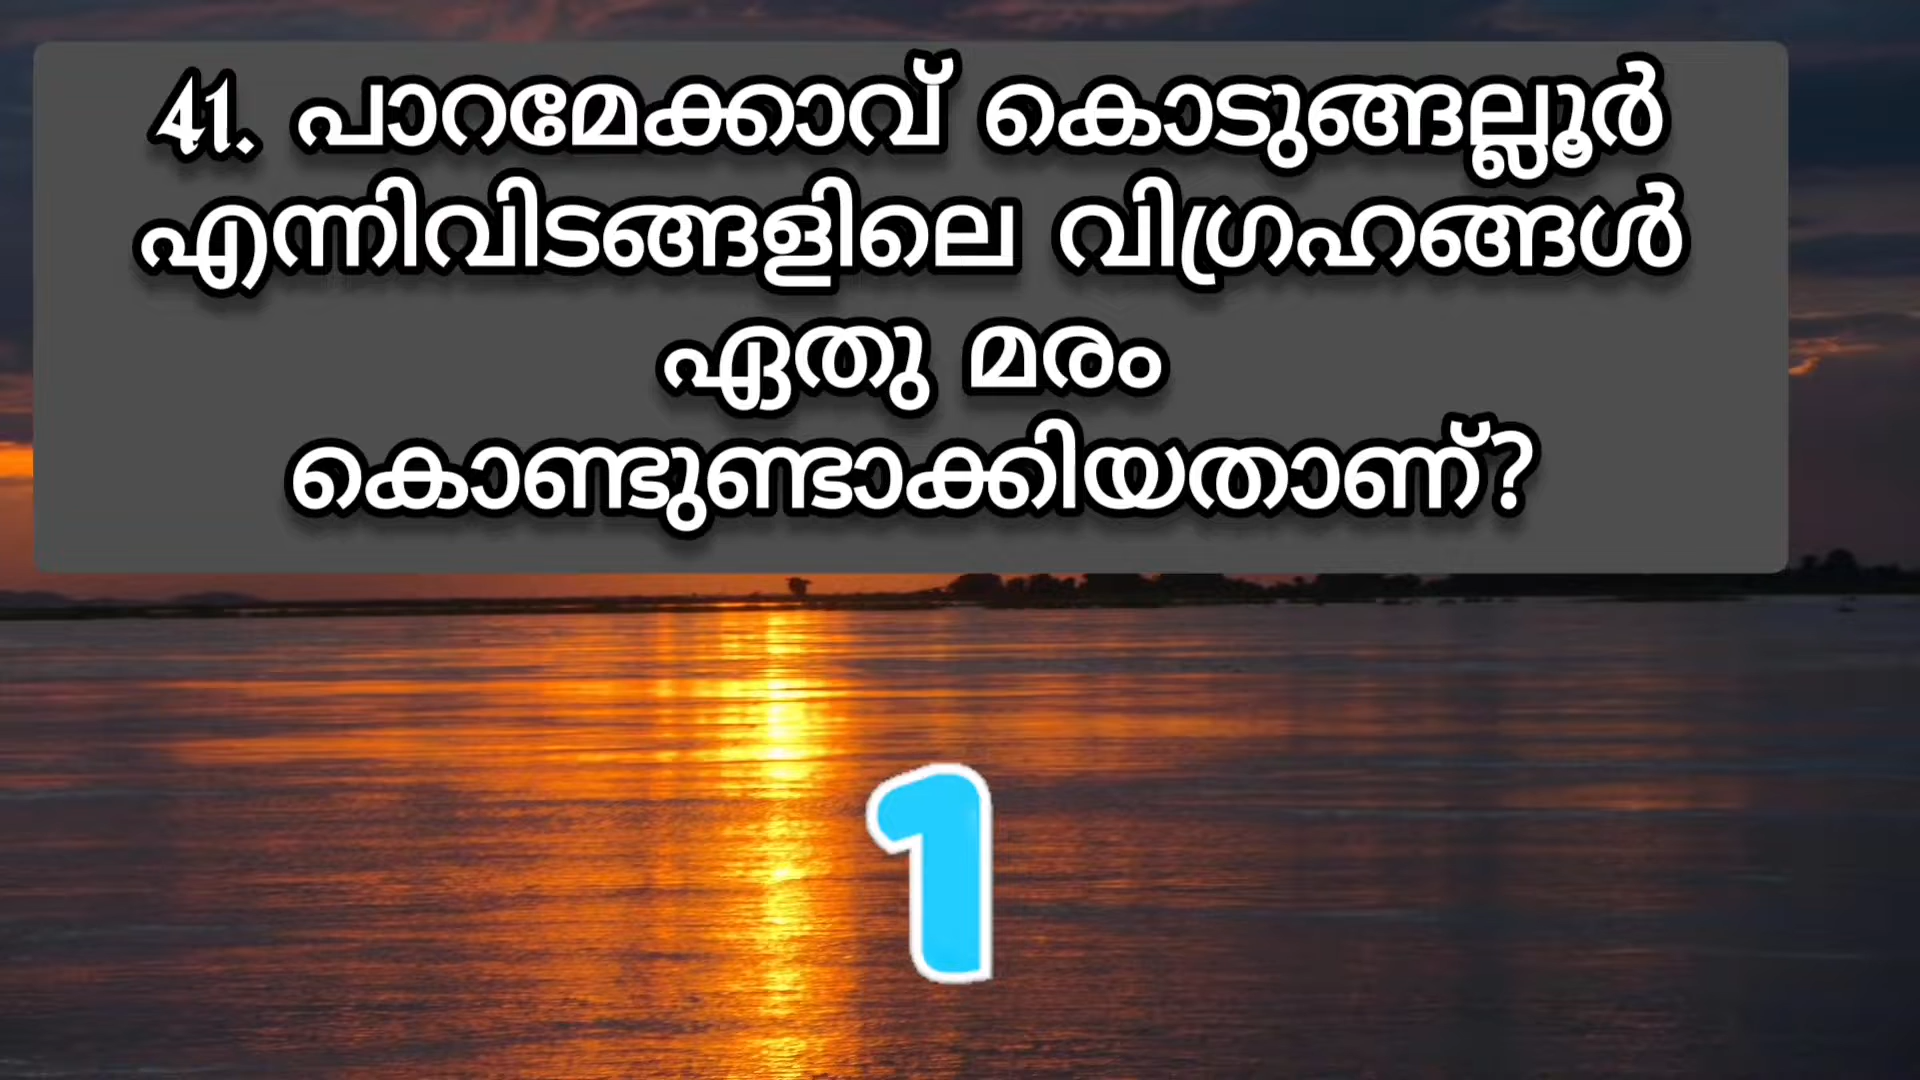 41. പാറമേക്കാവ് കൊടുങ്ങല്ലൂർ
എന്നിവിടങ്ങളിലെ വിഗ്രഹങ്ങൾ
ഏതു മരം
കൊണ്ടുണ്ടാക്കിയതാണ്?
1